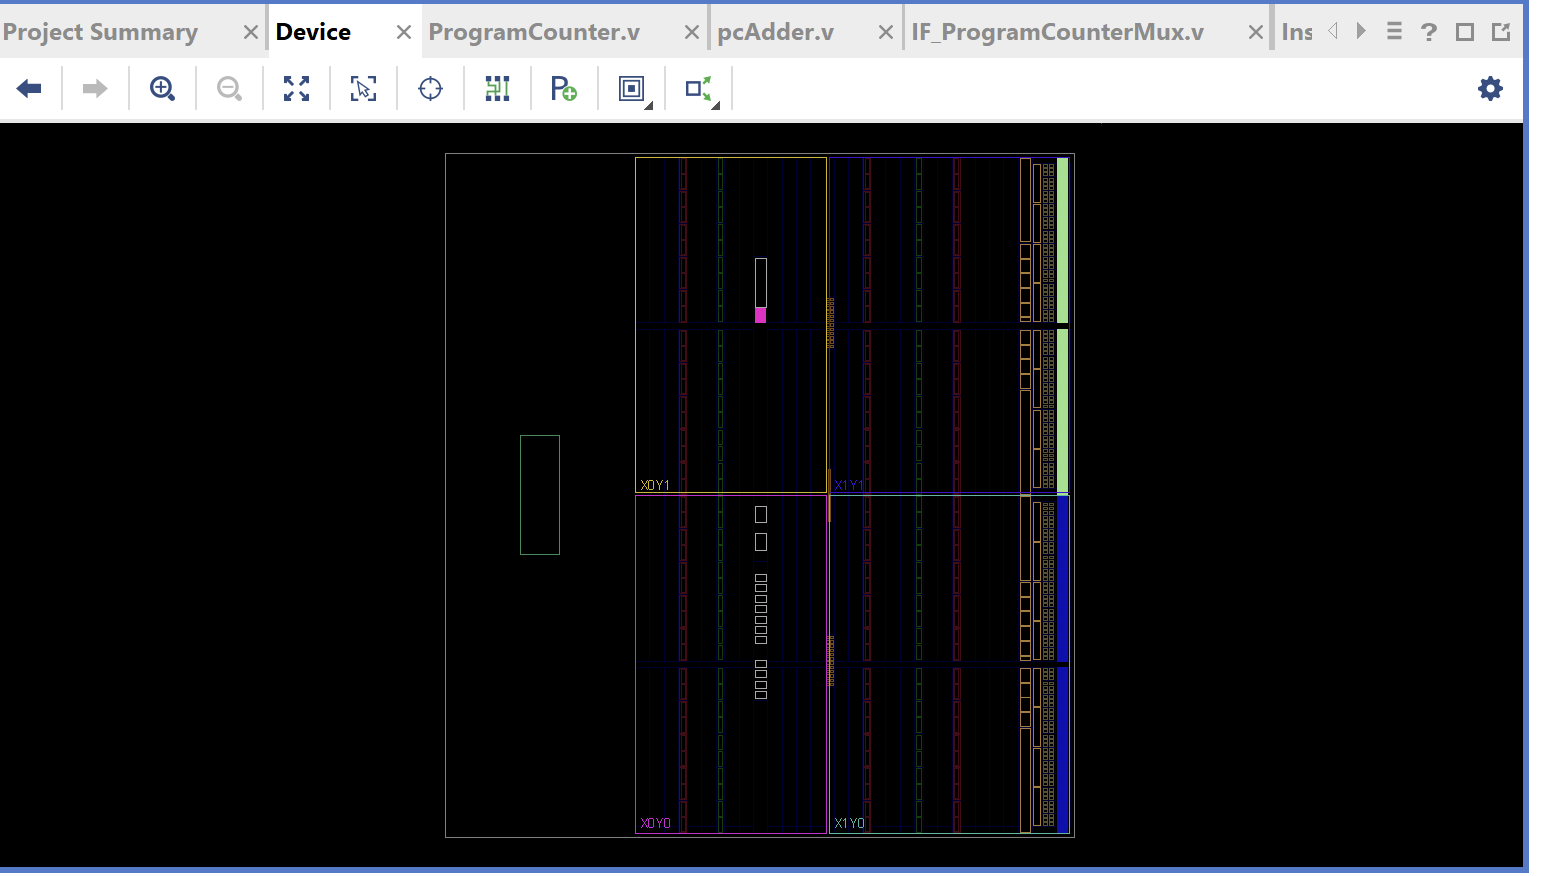 Project Summary Device ProgramCounter.v pcAdder.v IF_ProgramCounterMux.v Ins ?
P
X0Y1 X1Y1
X0Y0 X1Y0